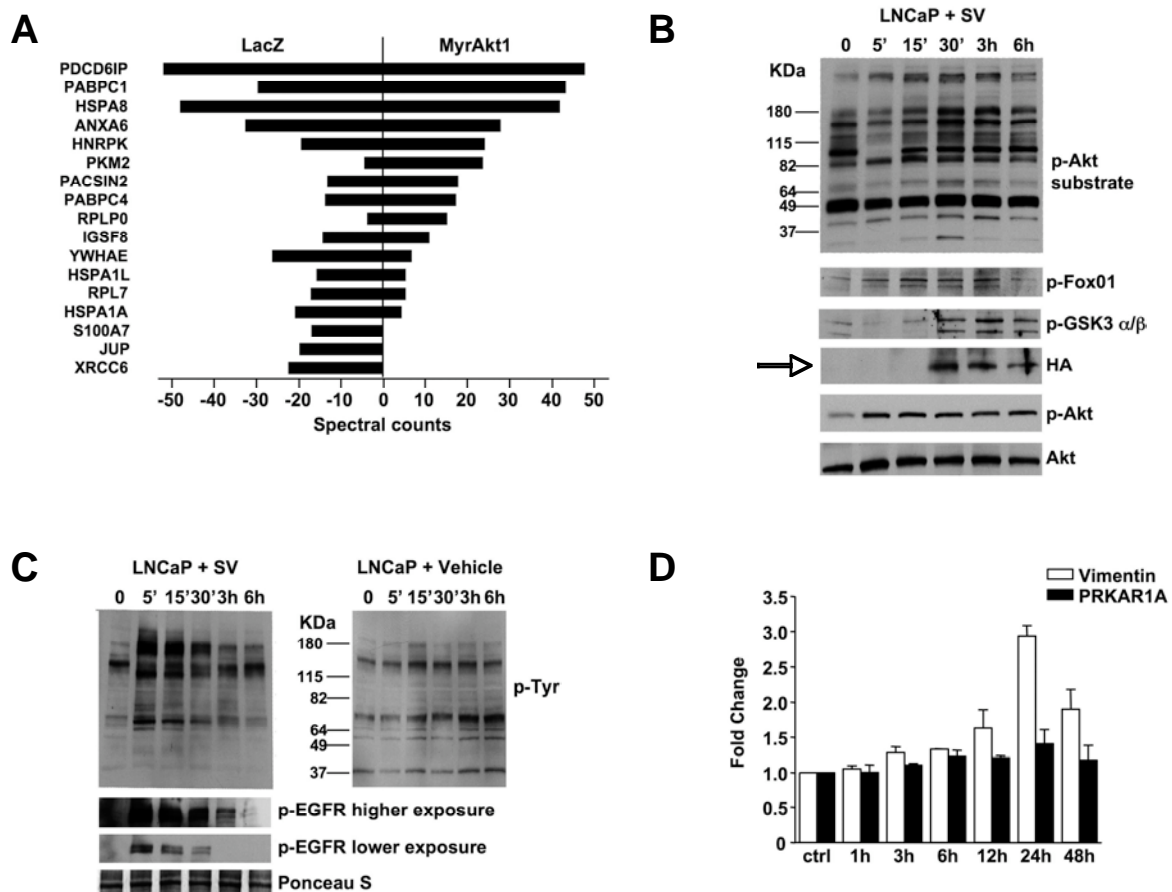 A
LacZ MyrAkt1
PDCD6IP
PABPC1
HSPA8
ANXA6
HNRPK
PKM2
PACSIN2
PABPC4
RPLP0
IGSF8
YWHAE
HSPA1L
RPL7
HSPA1A
S100A7
JUP
XRCC6
-50 -40 -30 -20 -10 0 10 20 30 40 50
Spectral counts
B
LNCaP + SV
0 5’ 15’ 30’ 3h 6h
KDa
180
115
82
64
49
37
p-Akt
substrate
p-Fox01
p-GSK3 α/β
HA
p-Akt
Akt
C
LNCaP + SV LNCaP + Vehicle
0 5’ 15’ 30’ 3h 6h 0 5’ 15’ 30’ 3h 6h
KDa
180
115
82
64
49
37
p-Tyr
p-EGFR higher exposure
p-EGFR lower exposure
Ponceau S
D
Vimentin
PRKAR1A
Fold Change
3.5
3.0
2.5
2.0
1.5
1.0
0.5
0
ctrl 1h 3h 6h 12h 24h 48h